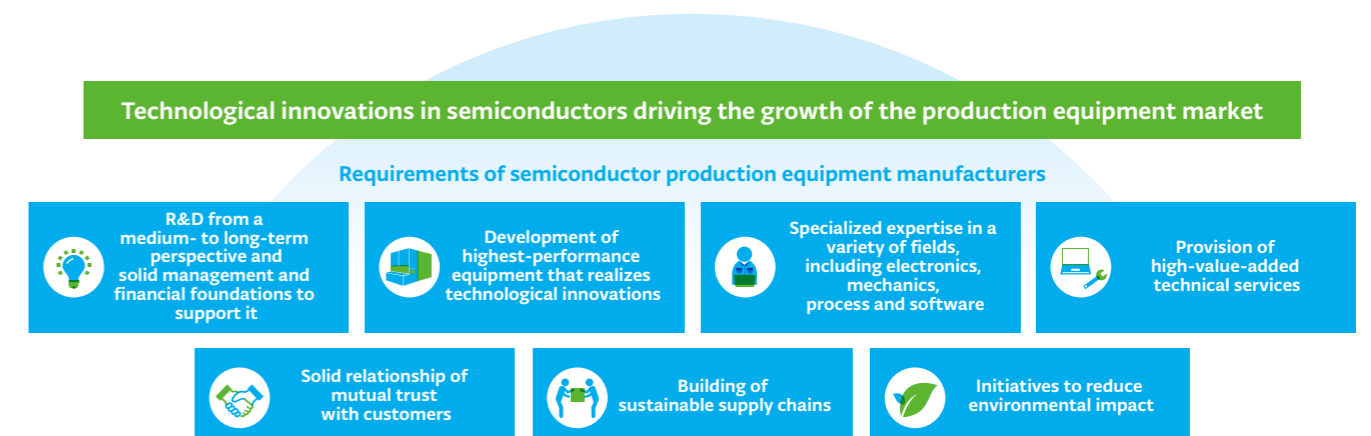 Technological innovations in semiconductors driving the growth of the production equipment market
Requirements of semiconductor production equipment manufacturers
R&D from a
medium- to long-term
perspective and
solid management and
financial foundations to
support it
Development of
highest-performance
equipment that realizes
technological innovations
Specialized expertise in a
variety of fields,
including electronics,
mechanics,
process and software
Provision of
high-value-added
technical services
Solid relationship of
mutual trust
with customers
Building of
sustainable supply chains
Initiatives to reduce
environmental impact